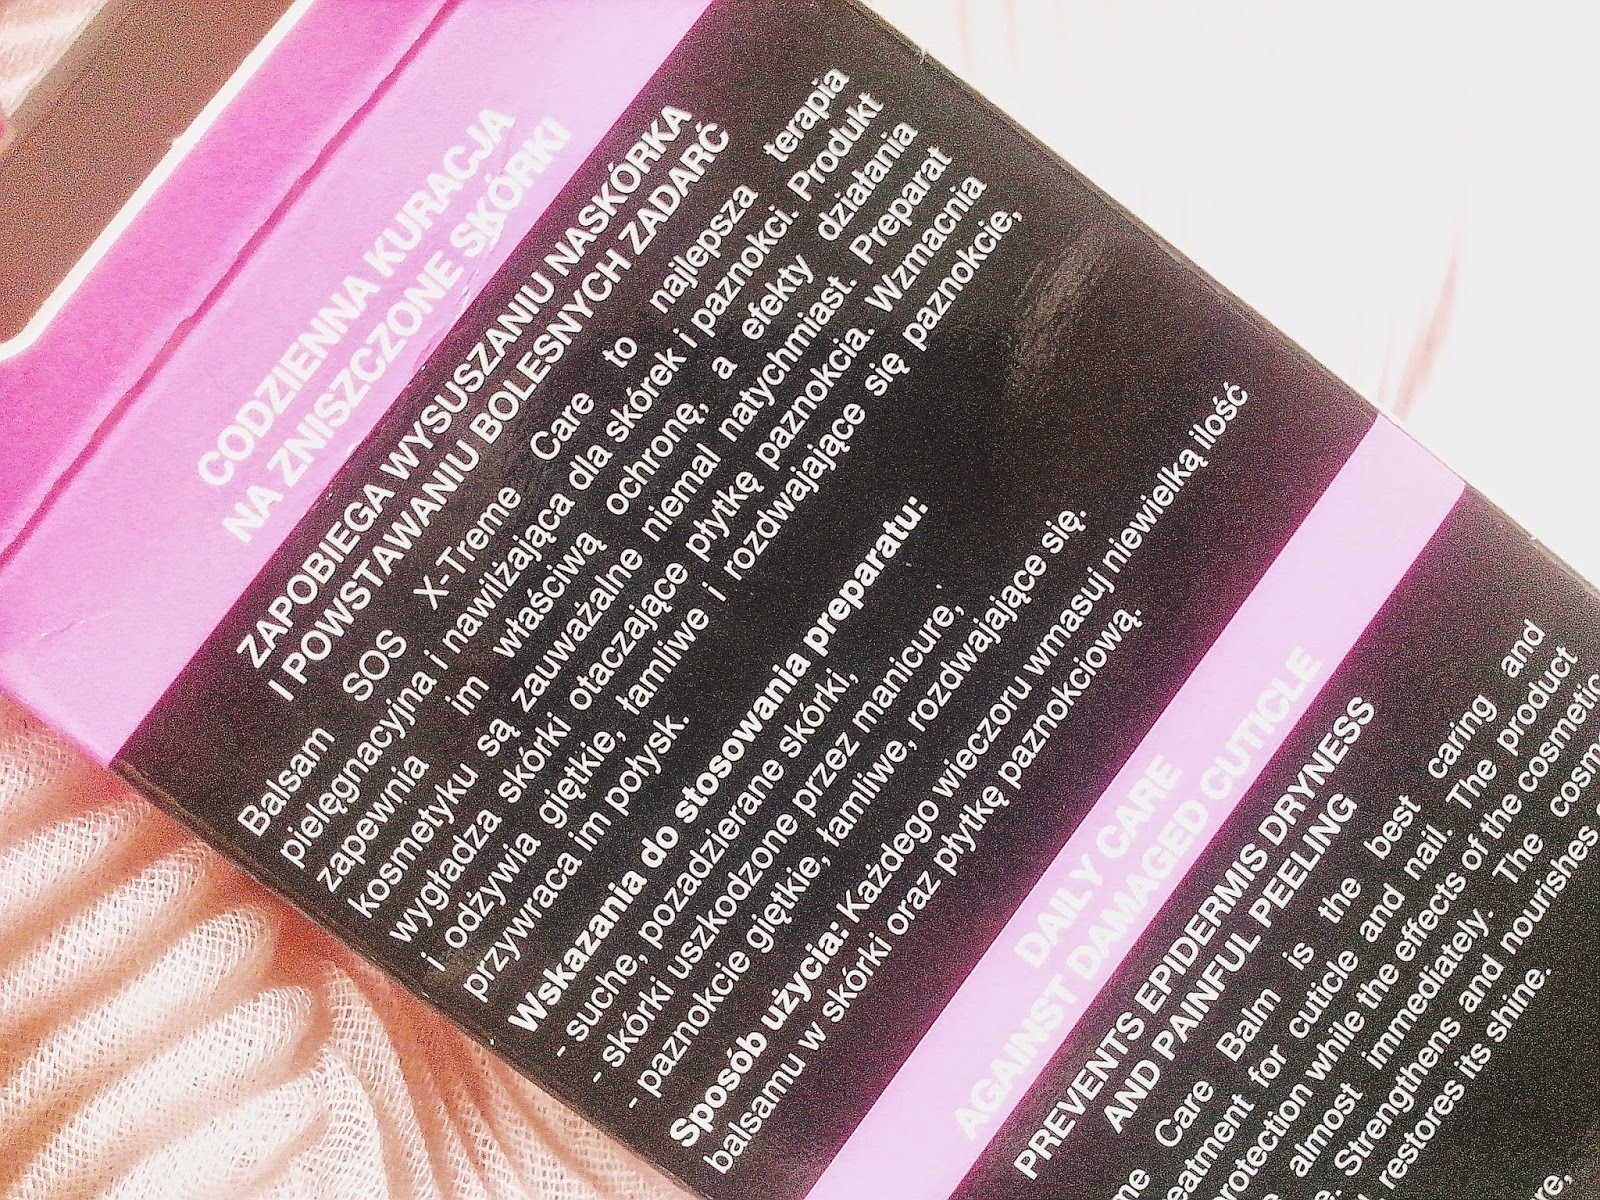 CODZIENNA KURACJA
NA ZNISZCZONE SKÓRKI
ZAPOBIEGA WYSUSZANIU NASKÓRKA
I POWSTAWANIU BOLESNYCH ZADARĆ
Balsam SOS X-Treme Care to najlepsza terapia
pielęgnacyjna i nawilżająca dla skórek i paznokci. Produkt
zapewnia im właściwą ochronę, a efekty działania
kosmetyku są zauważalne niemal natychmiast. Preparat
wygładza skórki otaczające płytkę paznokcia. Wzmacnia
i odżywia giętkie, łamliwe i rozdwajające się paznokcie,
przywraca im połysk.
Wskazania do stosowania preparatu:
- suche, pozadzierane skórki,
- skórki uszkodzone przez manicure,
- paznokcie giętkie, łamliwe, rozdwajające się.
Sposób użycia: Każdego wieczoru wmasuj niewielką ilość
balsamu w skórki oraz płytkę paznokciową.
DAILY CARE
AGAINST DAMAGED CUTICLE
PREVENTS EPIDERMIS DRYNESS
AND PAINFUL PEELING
Care Balm is the best caring and
for cuticle and nail. The product
while the effects of the cosmetic
almost immediately. The
Strengthens and nourishes
restores its shine.